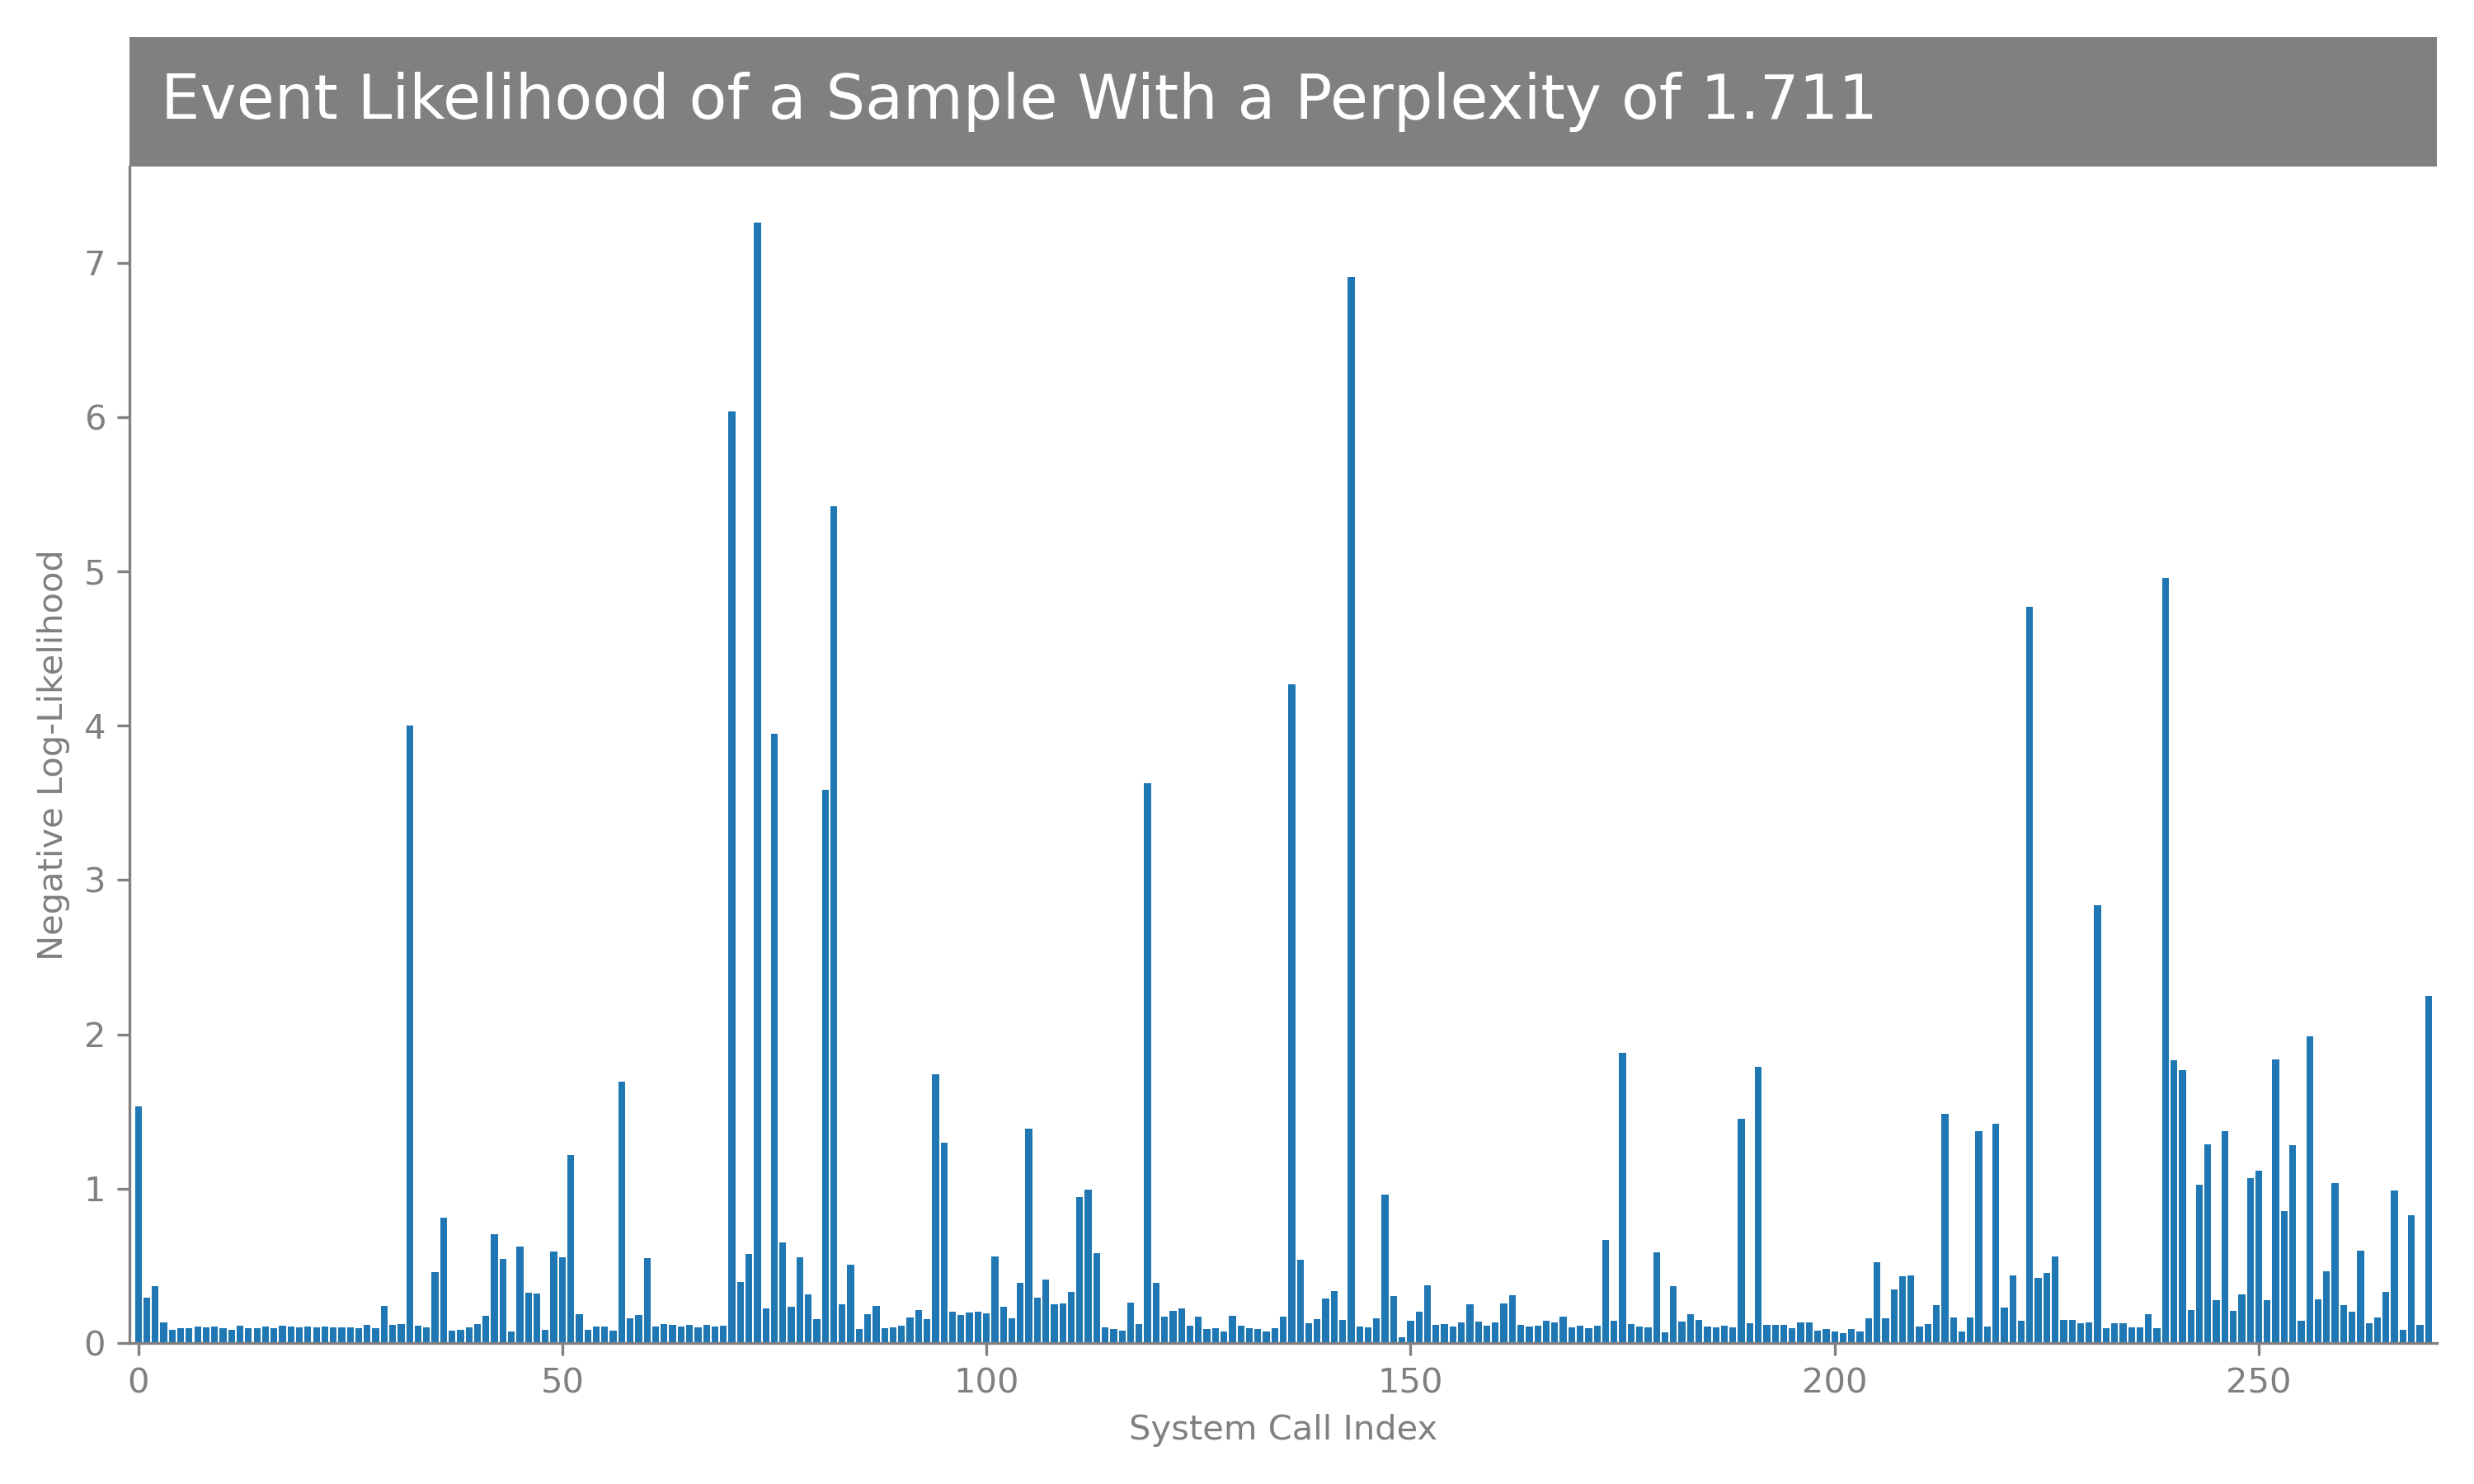 Event Likelihood of a Sample With a Perplexity of 1.711
7
6
5
4
3
2
1
0
Negative Log-Likelihood
0 50 100 150 200 250
System Call Index